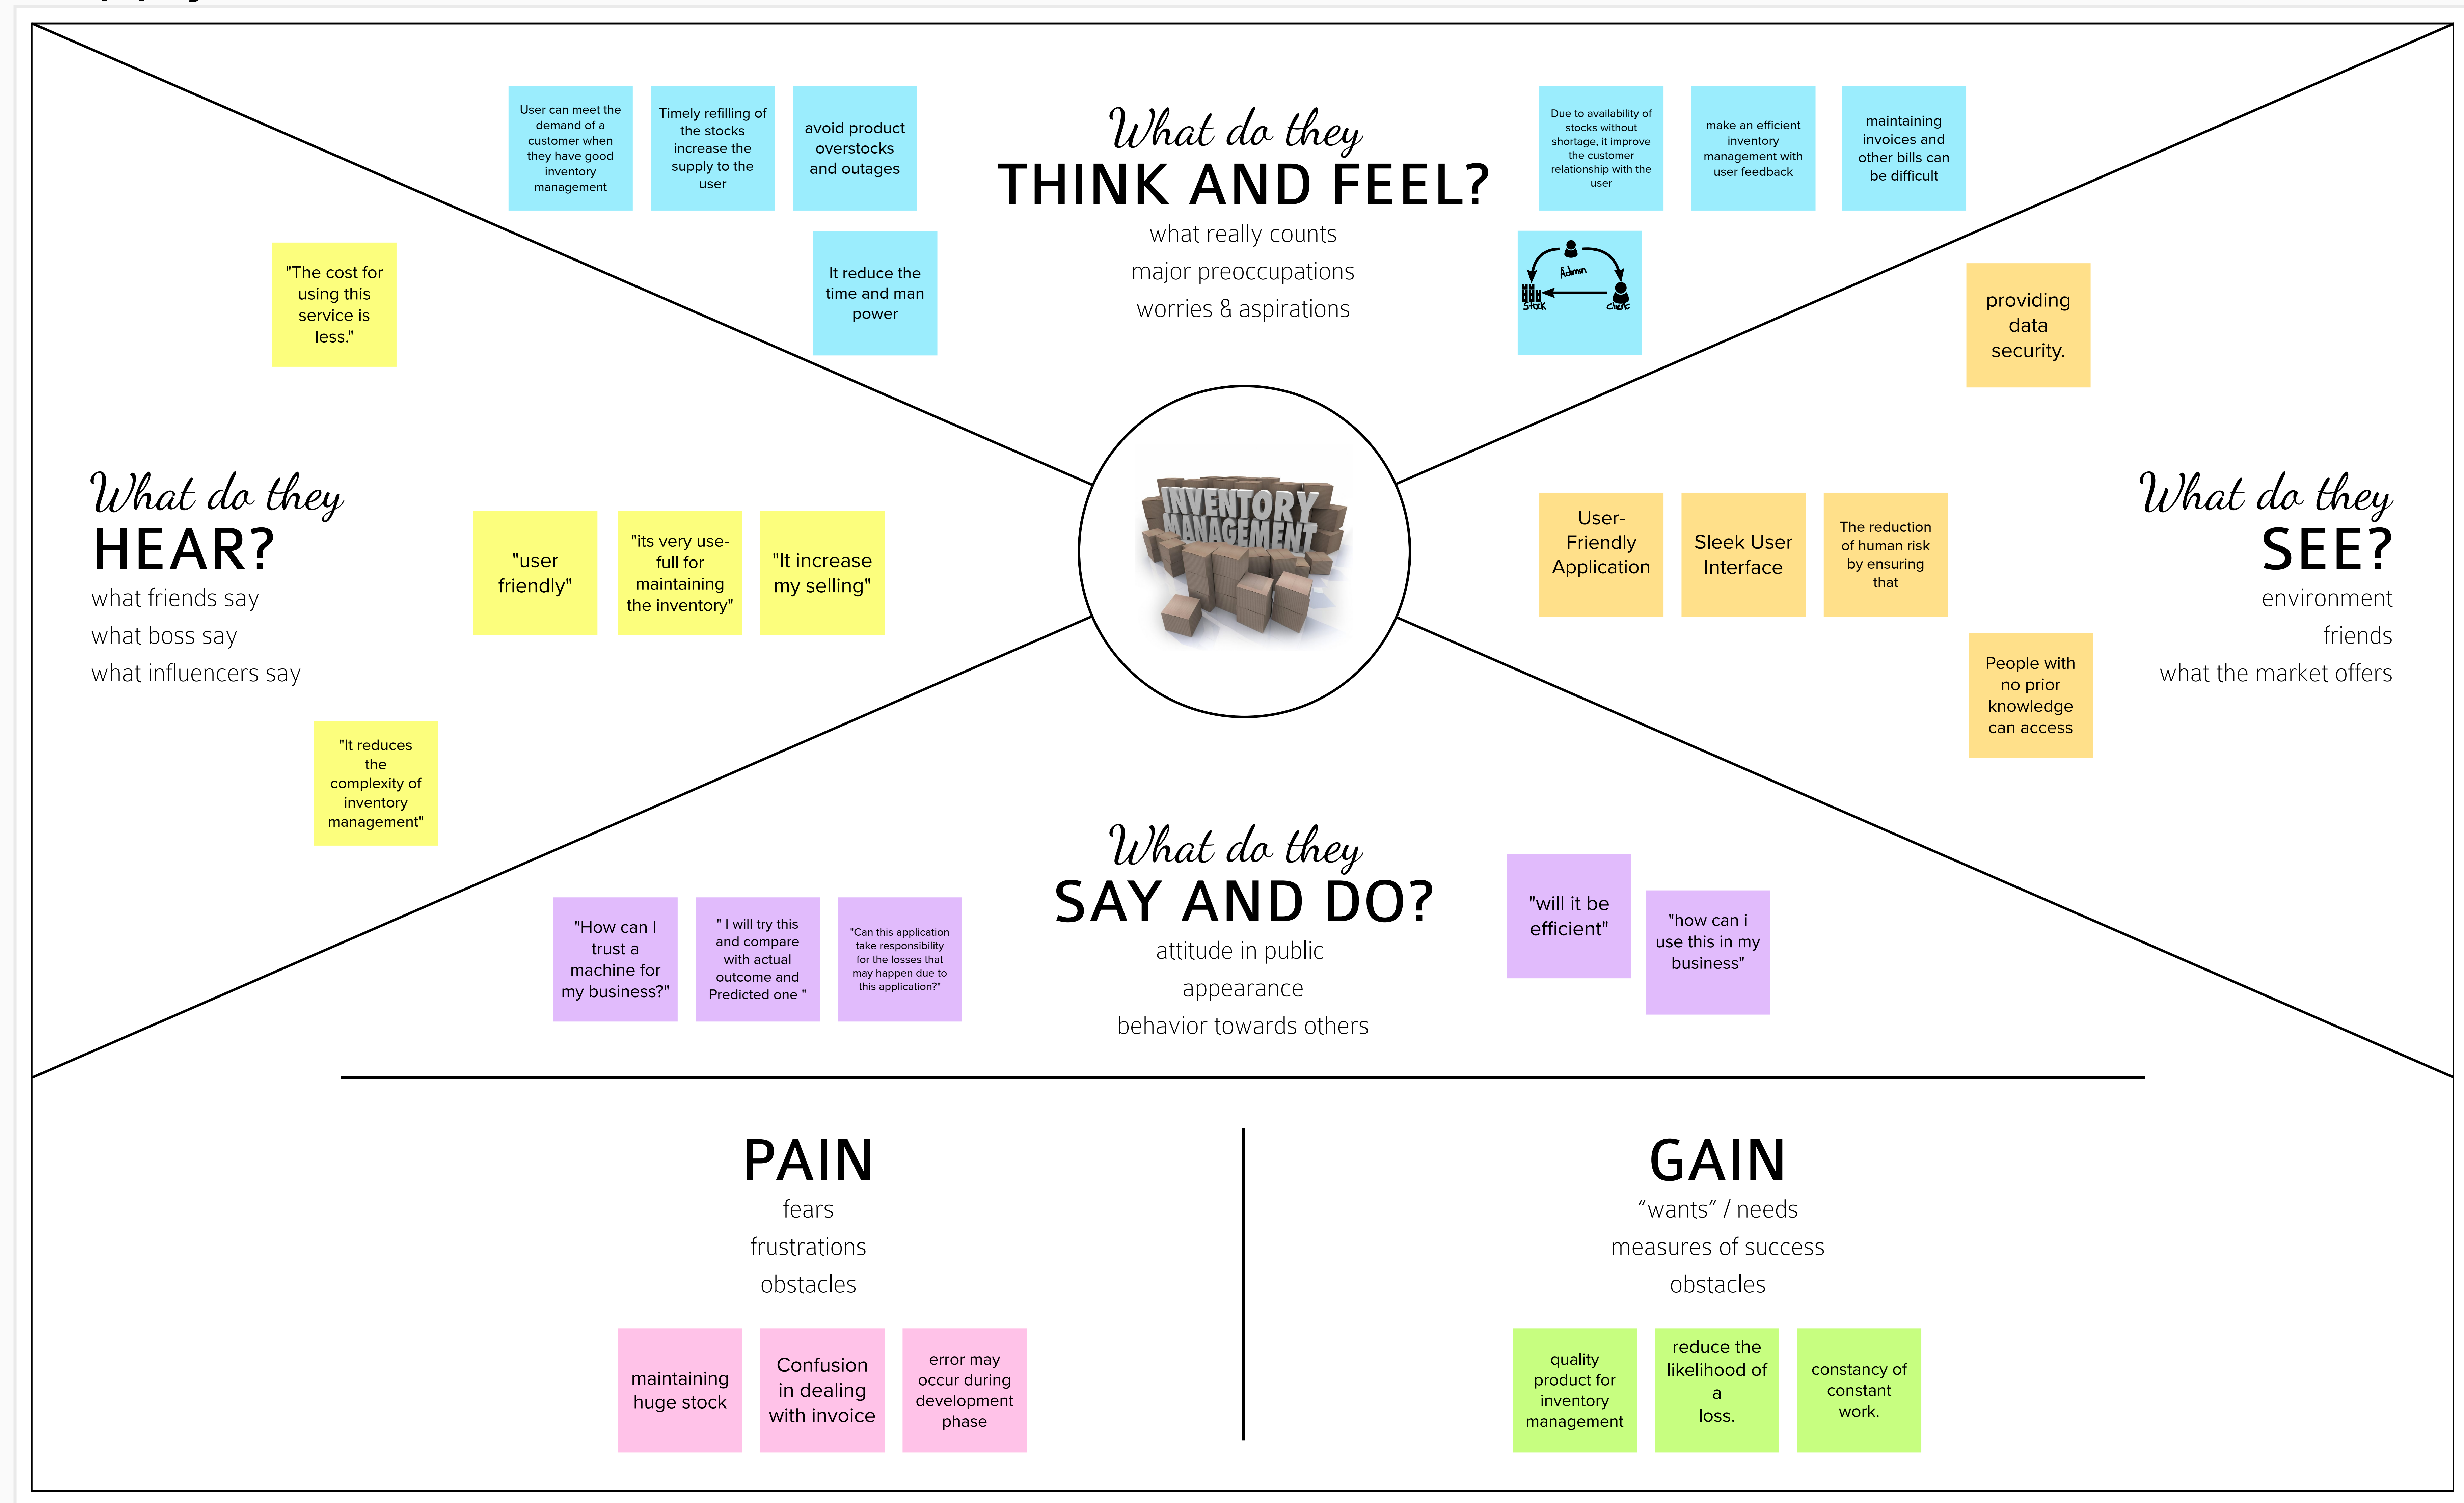 User can meet the
demand of a
customer when
they have good
inventory
management
Timely refilling of
the stocks
increase the
supply to the
user
avoid product
overstocks
and outages
It reduce the
time and man
power
What do they
THINK AND FEEL?
what really counts
major preoccupations
worries & aspirations
Due to availability of
stocks without
shortage, it improve
the customer
relationship with the
user
make an efficient
inventory
management with
user feedback
maintaining
invoices and
other bills can
be difficult
Admin
Stock
Client
"The cost for
using this
service is
less."
What do they
HEAR?
what friends say
what boss say
what influencers say
"user
friendly"
"its very use-
full for
maintaining
the inventory"
"It increase
my selling"
"It reduces
the
complexity of
inventory
management"
INVENTORY
MANAGEMENT
providing
data
security.
User-
Friendly
Application
Sleek User
Interface
The reduction
of human risk
by ensuring
that
People with
no prior
knowledge
can access
What do they
SEE?
environment
friends
what the market offers
What do they
SAY AND DO?
attitude in public
appearance
behavior towards others
"How can I
trust a
machine for
my business?"
" I will try this
and compare
with actual
outcome and
Predicted one "
"Can this application
take responsibility
for the losses that
may happen due to
this application?"
"will it be
efficient"
"how can i
use this in my
business"
PAIN
fears
frustrations
obstacles
maintaining
huge stock
Confusion
in dealing
with invoice
error may
occur during
development
phase
GAIN
“wants” / needs
measures of success
obstacles
quality
product for
inventory
management
reduce the
likelihood of
a
loss.
constancy of
constant
work.